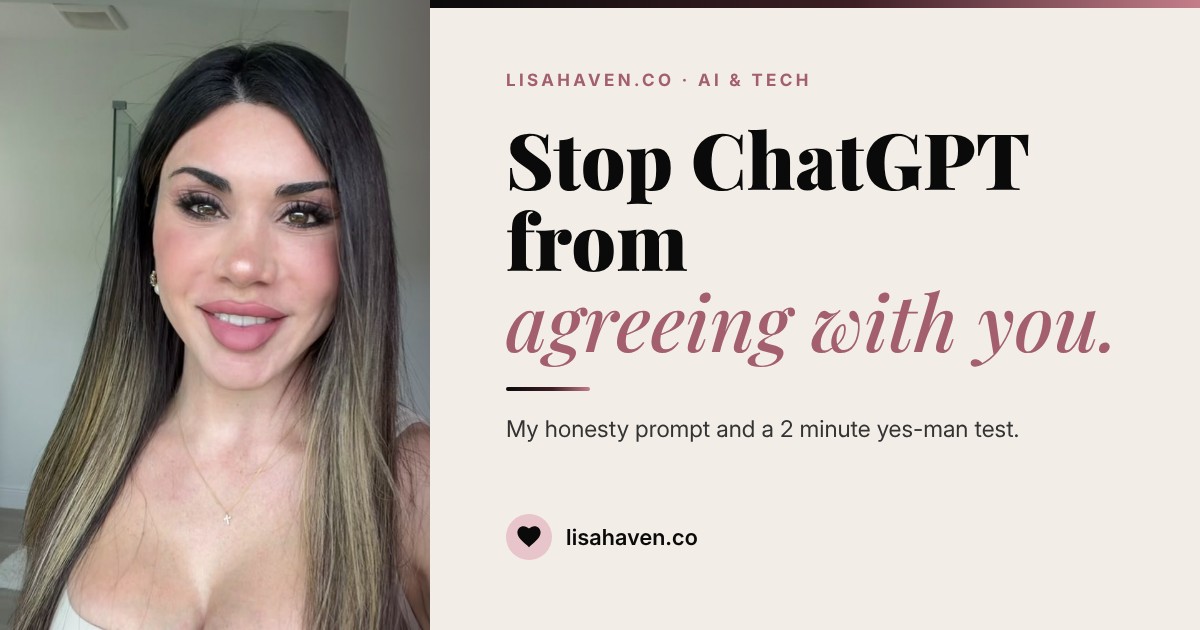 LISAHAVEN.CO · AI & TECH
Stop ChatGPT
from
agreeing with you.
My honesty prompt and a 2 minute yes-man test.
lisahaven.co